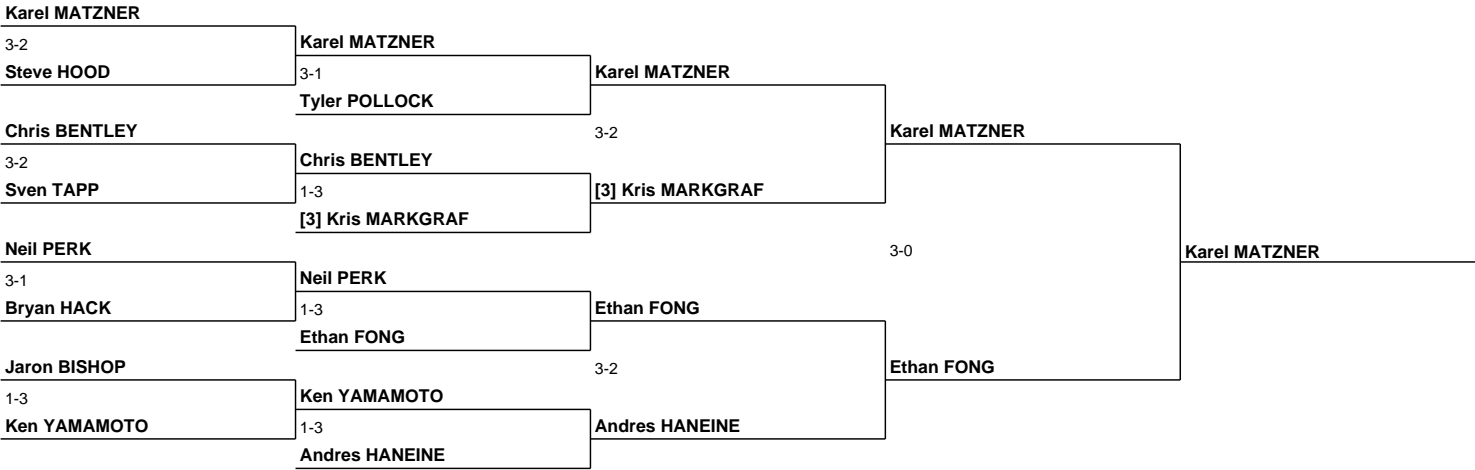 Karel MATZNER
3-2
Karel MATZNER
Steve HOOD
3-1
Karel MATZNER
Tyler POLLOCK
Chris BENTLEY
3-2
Karel MATZNER
3-2
Chris BENTLEY
Sven TAPP
1-3
[3] Kris MARKGRAF
[3] Kris MARKGRAF
Neil PERK
3-0
Karel MATZNER
3-1
Neil PERK
Bryan HACK
1-3
Ethan FONG
Ethan FONG
Jaron BISHOP
3-2
Ethan FONG
1-3
Ken YAMAMOTO
Ken YAMAMOTO
1-3
Andres HANEINE
Andres HANEINE